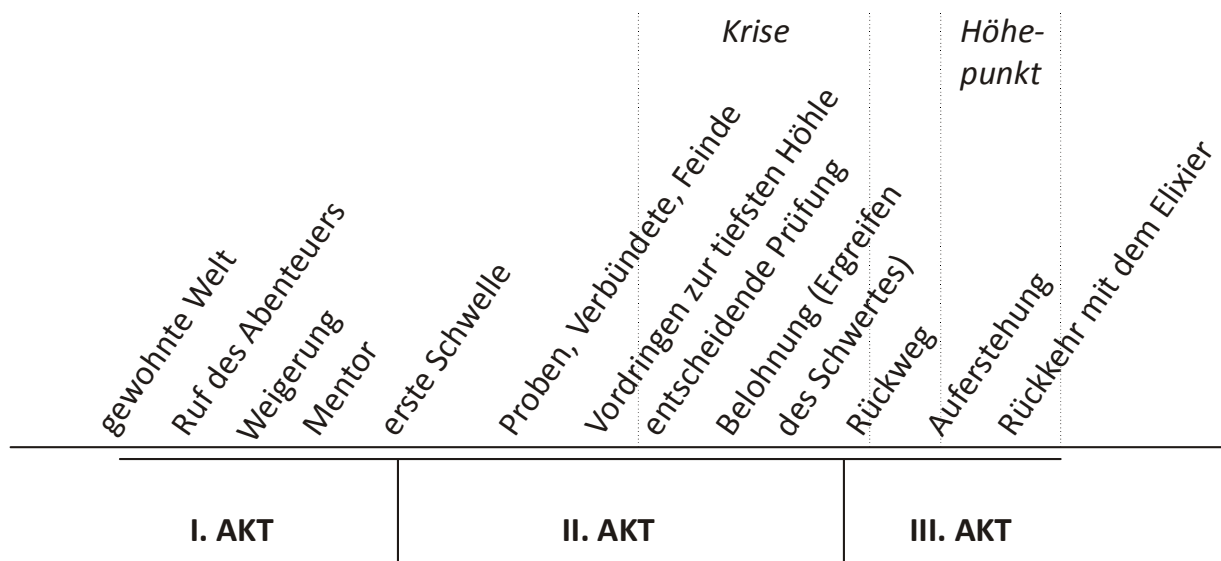 Krise
Höhe-
punkt
gewohnte Welt
Ruf des Abenteuers
Weigerung
Mentor
erste Schwelle
Proben, Verbündete, Feinde
Vordringen zur tiefsten Höhle
entscheidende Prüfung
Belohnung (Ergreifen
des Schwertes)
Rückweg
Auferstehung
Rückkehr mit dem Elixier
I. AKT
II. AKT
III. AKT